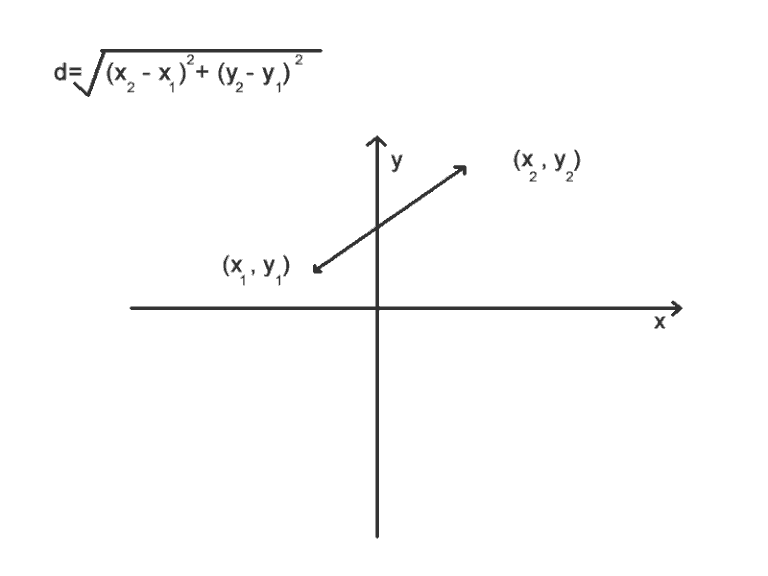 d=√(x₂ - x₁)² + (y₂ - y₁)²
y
(x₂, y₂)
(x₁, y₁)
x